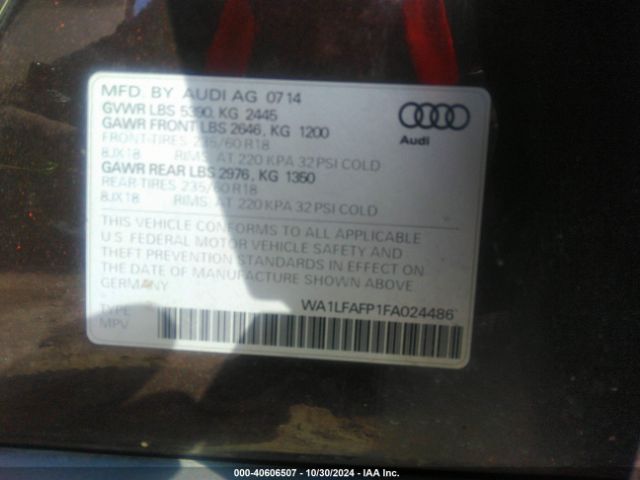 MFD BY AUDI AG 0714
GVWR LBS 5390, KG 2445
GAWR FRONT LBS 2646, KG 1200
FRONT-TIRES 235/60 R18
8JX18 RIMS AT 220 KPA 32 PSI COLD
GAWR REAR LBS 2976, KG 1350
REAR TIRES 235/60 R18
8JX18 RIMS AT 220 KPA 32 PSI COLD
Audi
THIS VEHICLE CONFORMS TO ALL APPLICABLE
U.S FEDERAL MOTOR VEHICLE SAFETY AND
THEFT PREVENTION STANDARDS IN EFFECT ON
THE DATE OF MANUFACTURE SHOWN ABOVE
GERMANY
WA1LFAFP1FA024486
TYPE
MPV
000-40606507 - 10/30/2024 - IAA Inc.